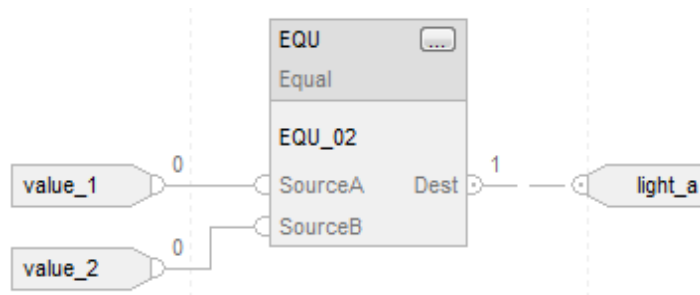 EQU ...
Equal
EQU_02
0 1
value_1 SourceA Dest light_a
SourceB
0
value_2